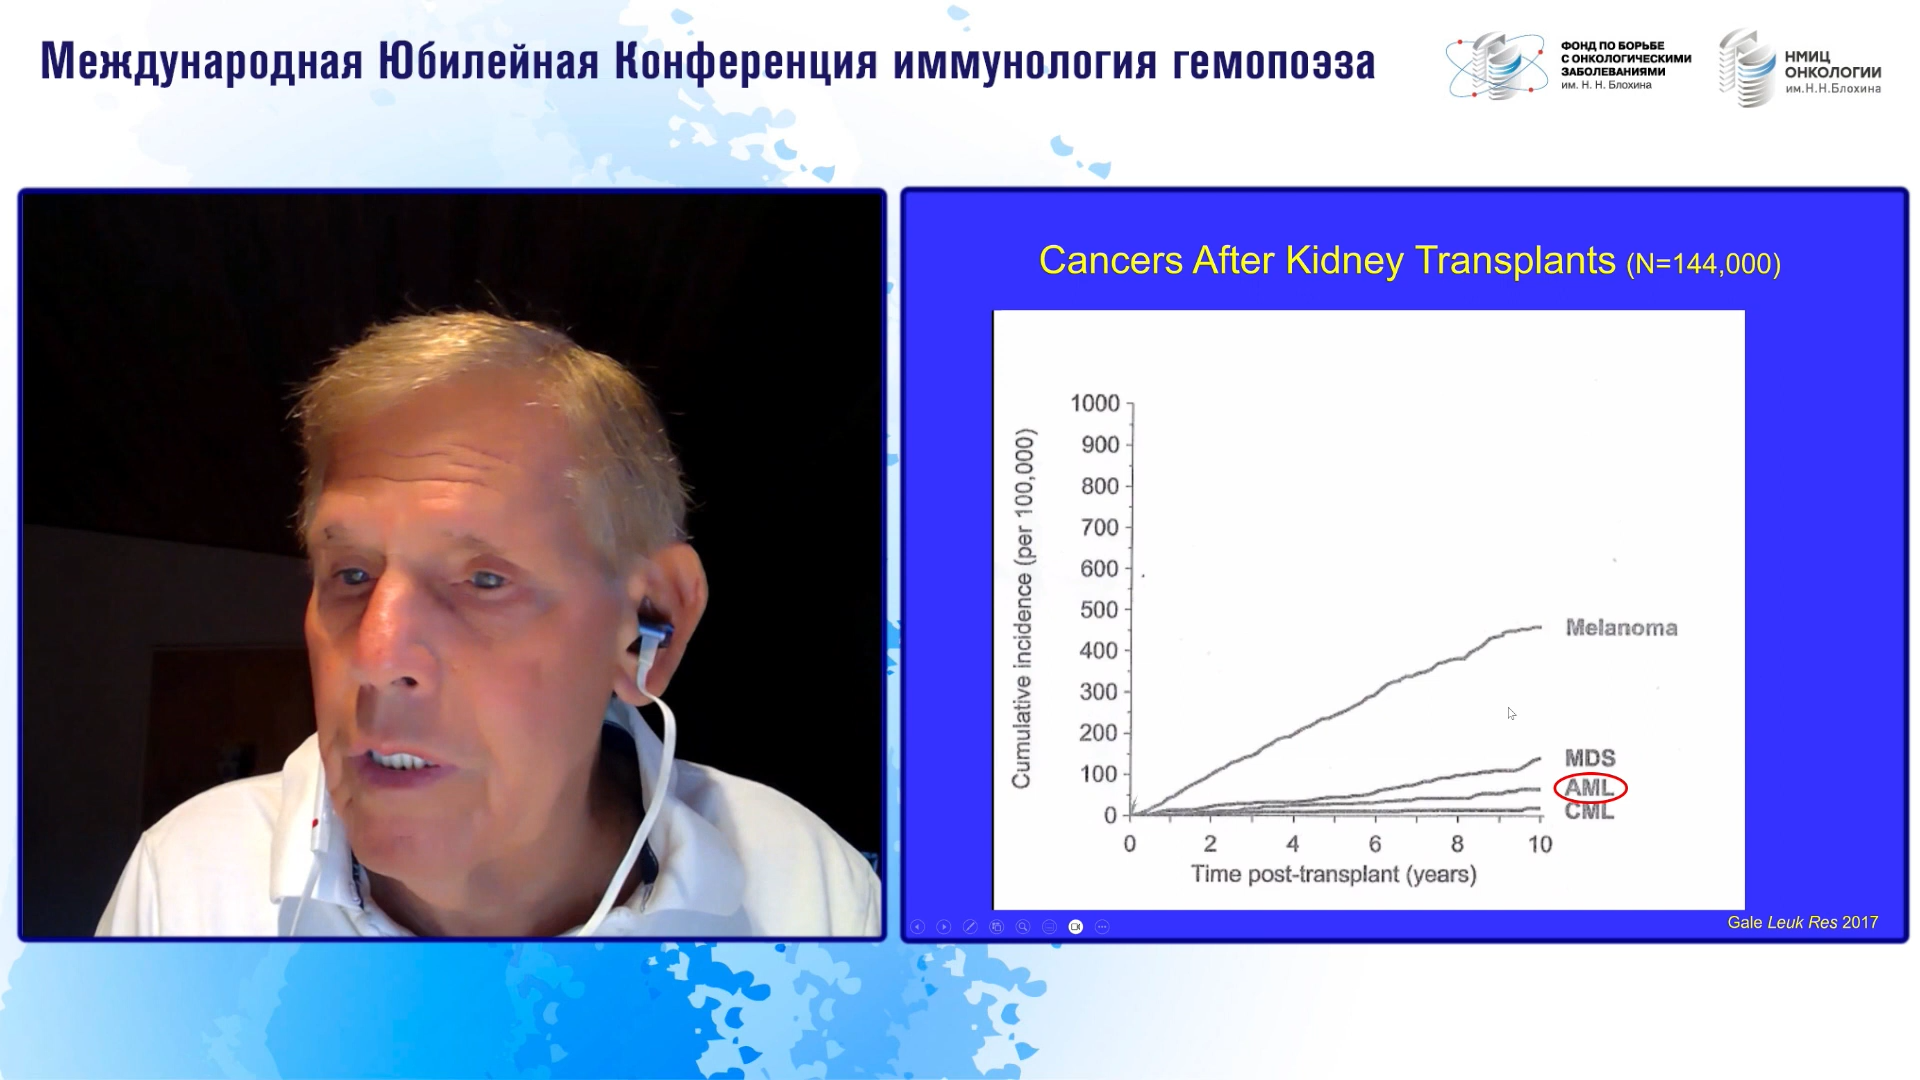 Международная Юбилейная Конференция иммунология гемопоэза
ФОНД ПО БОРЬБЕ
С ОНКОЛОГИЧЕСКИМИ
ЗАБОЛЕВАНИЯМИ
им. Н. Н. Блохина
НМИЦ
ОНКОЛОГИИ
им.Н.Н.Блохина
Cancers After Kidney Transplants (N=144,000)
Cumulative incidence (per 100,000)
1000
900
800
700
600
500
400
300
200
100
0
Melanoma
MDS
AML
CML
0 2 4 6 8 10
Time post-transplant (years)
Gale Leuk Res 2017